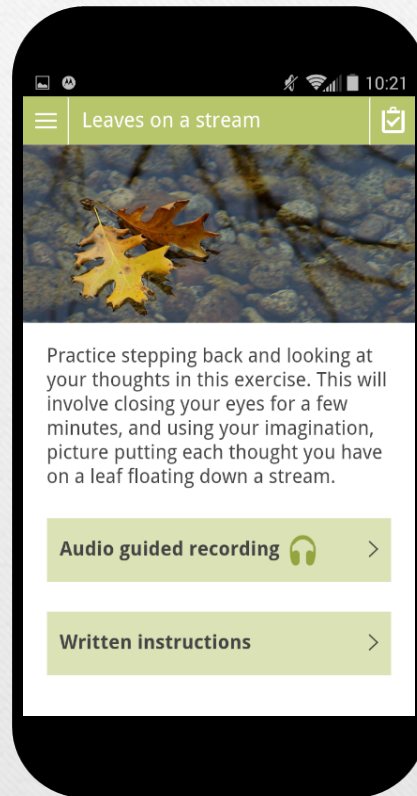 10:21
Leaves on a stream
Practice stepping back and looking at
your thoughts in this exercise. This will
involve closing your eyes for a few
minutes, and using your imagination,
picture putting each thought you have
on a leaf floating down a stream.
Audio guided recording
Written instructions